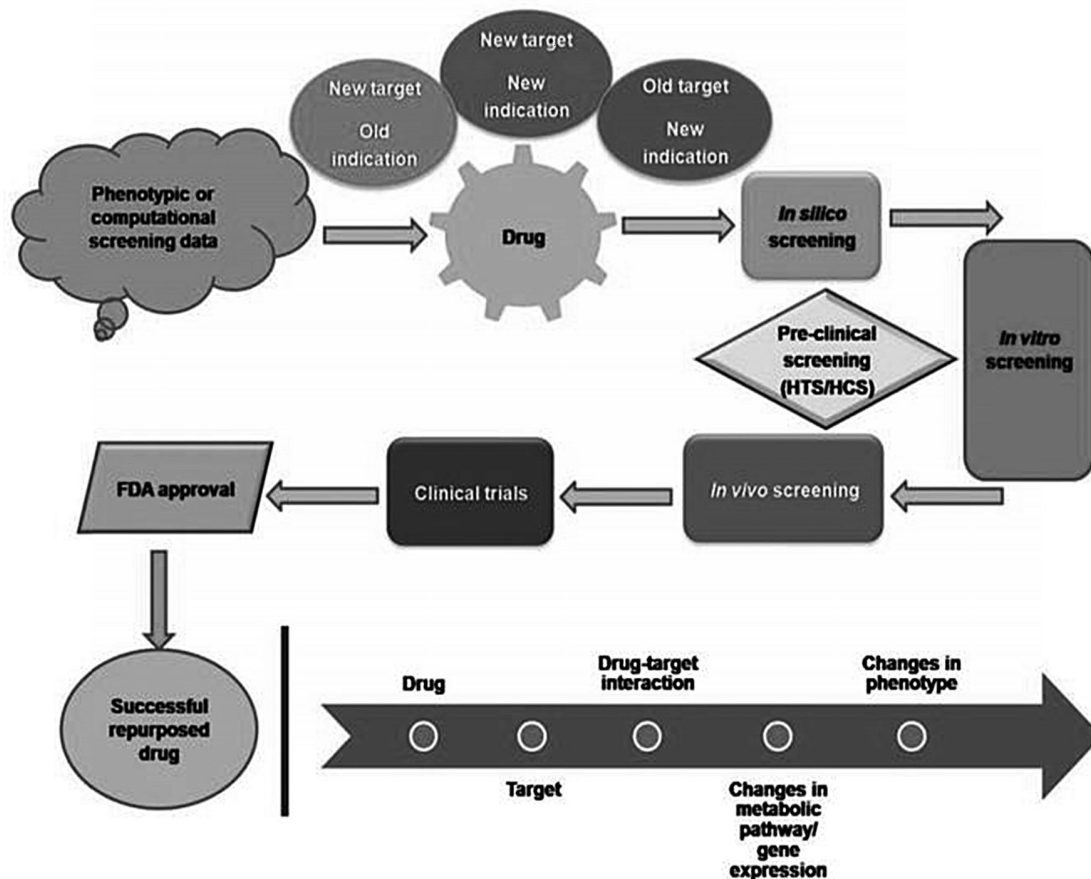 New target
Old
indication
New target
New
indication
Old target
New
indication
Phenotypic or
computational
screening data
Drug
In silico
screening
Pre-clinical
screening
(HTS/HCS)
In vitro
screening
FDA approval
Clinical trials
In vivo screening
Successful
repurposed
drug
Drug
Target
Drug-target
interaction
Changes in
metabolic
pathway/
gene
expression
Changes in
phenotype